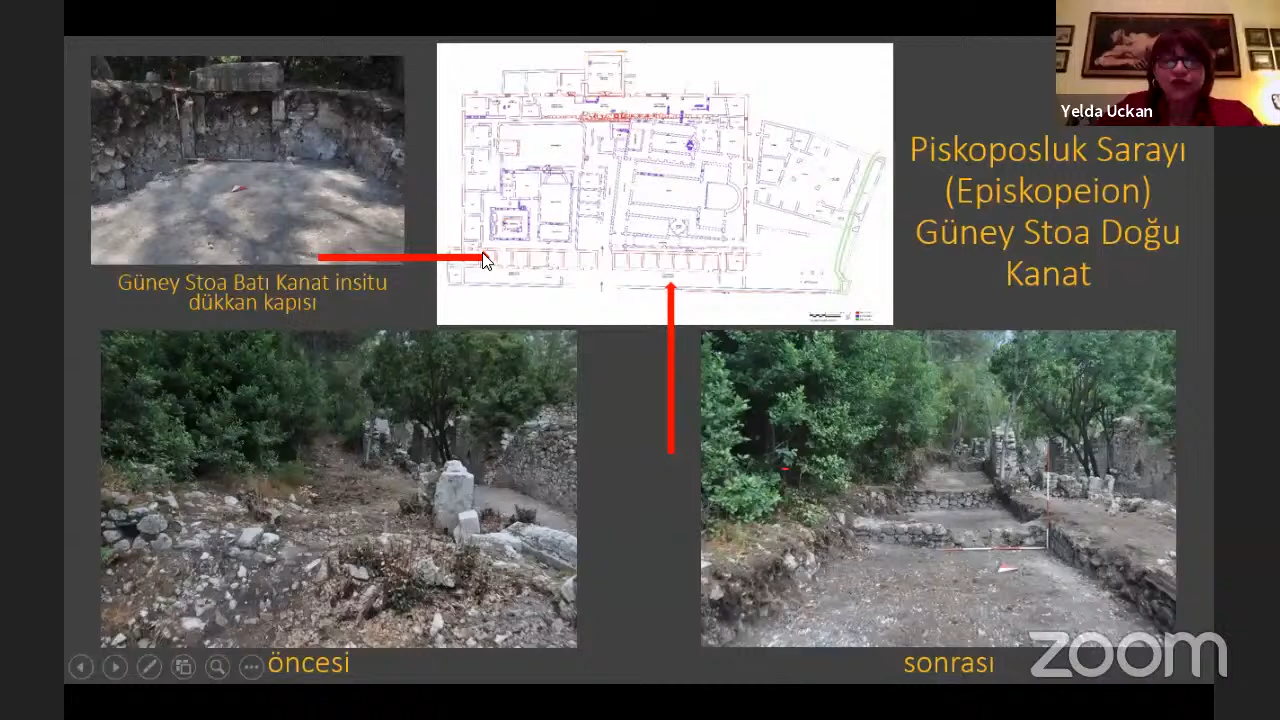 Yelda Uckan
Piskoposluk Sarayı
(Episkopeion)
Güney Stoa Doğu
Kanat
Güney Stoa Batı Kanat insitu
dükkan kapısı
öncesi
sonrası
zoom